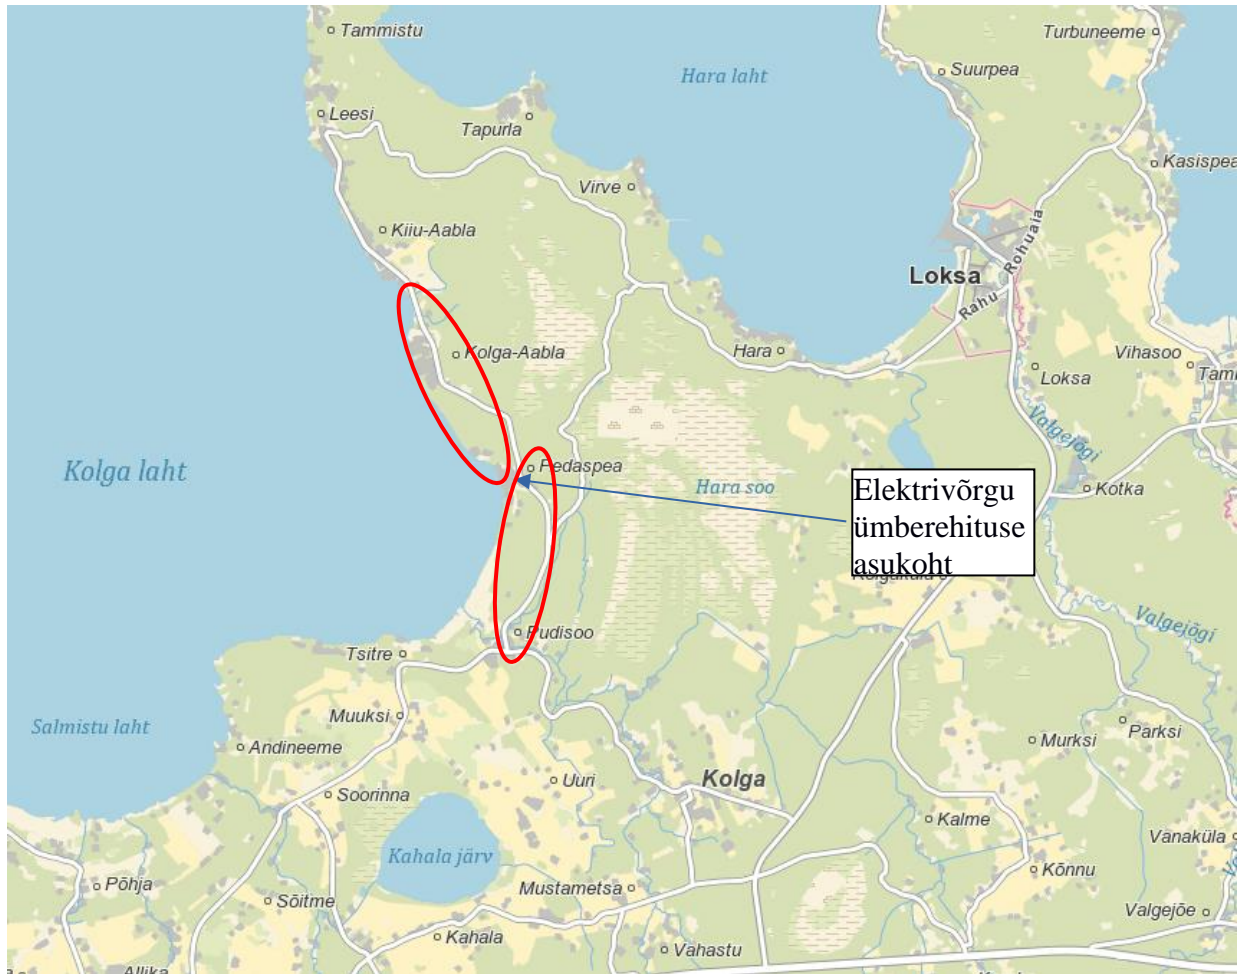 Tammistu
Turbuneeme
Hara laht
Suurpea
Leesi
Tapurla
Kasispea
Virve
Kiiu-Aabla
Rohuaia
Loksa
Rahu
Hara
Kolga-Aabla
Vihasoo
Loksa
Tam
Valgejõgi
Kolga laht
Pedaspea
Hara soo
Kotka
Elektrivõrgu
ümberehituse
asukoht
Valgejõgi
Pudisoo
Tsitre
Muuksi
Salmistu laht
Andineeme
Parksi
Murksi
Uuri
Kolga
Soorinna
Kalme
Vanaküla
Kahala järv
Põhja
Mustametsa
Kõnnu
Sõitme
Valgejõe
Kahala
Vahastu
Allika